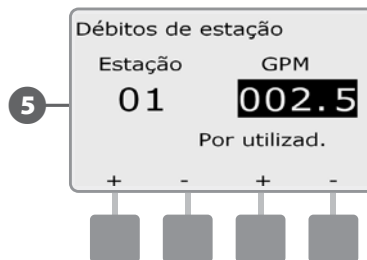 Débitos de estação
Estação GPM
5 01 002.5
Por utilizad.
+ - + -